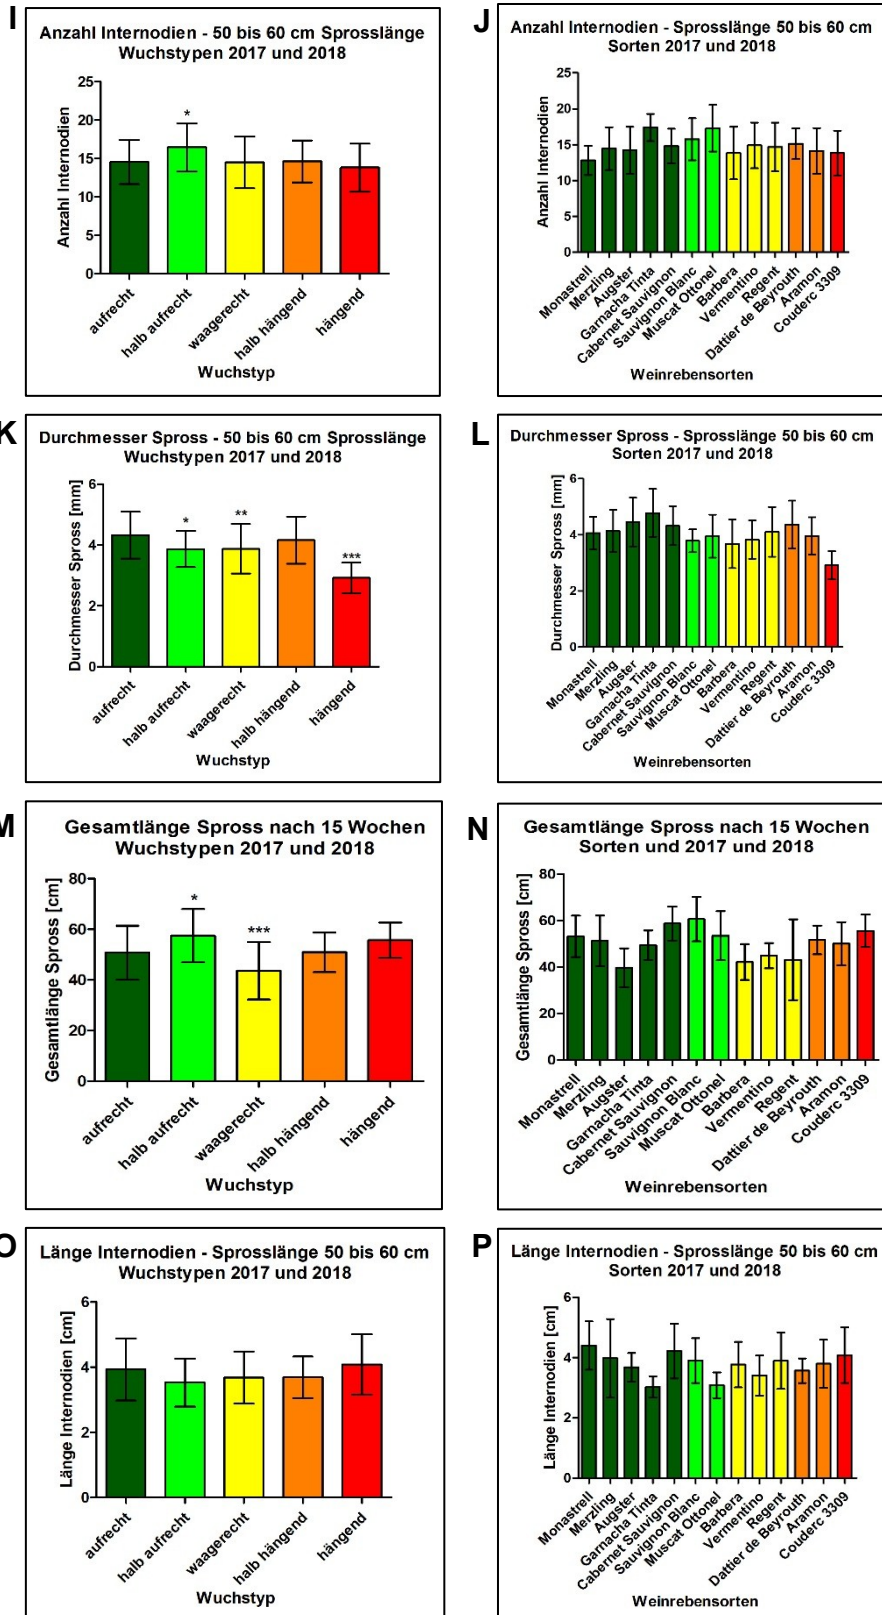 I
Anzahl Internodien - 50 bis 60 cm Sprosslänge
Wuchstypen 2017 und 2018
Anzahl Internodien
25
20
15
10
5
0
*
aufrecht
halb aufrecht
waagerecht
halb hängend
hängend
Wuchstyp
J
Anzahl Internodien - Sprosslänge 50 bis 60 cm
Sorten 2017 und 2018
Anzahl Internodien
25
20
15
10
5
0
Monastrell
Merzling
Augster
Garnacha Tinta
Cabernet Sauvignon
Sauvignon Blanc
Muscat Ottonel
Barbera
Vermentino
Regent
Dattier de Beyrouth
Aramon
Couderc 3309
Weinrebensorten
K
Durchmesser Spross - 50 bis 60 cm Sprosslänge
Wuchstypen 2017 und 2018
Durchmesser Spross [mm]
6
4
2
0
*
**
***
aufrecht
halb aufrecht
waagerecht
halb hängend
hängend
Wuchstyp
L
Durchmesser Spross - Sprosslänge 50 bis 60 cm
Sorten 2017 und 2018
Durchmesser Spross [mm]
6
4
2
0
Monastrell
Merzling
Augster
Garnacha Tinta
Cabernet Sauvignon
Sauvignon Blanc
Muscat Ottonel
Barbera
Vermentino
Regent
Dattier de Beyrouth
Aramon
Couderc 3309
Weinrebensorten
M
Gesamtlänge Spross nach 15 Wochen
Wuchstypen 2017 und 2018
Gesamtlänge Spross [cm]
80
60
40
20
0
*
***
aufrecht
halb aufrecht
waagerecht
halb hängend
hängend
Wuchstyp
N
Gesamtlänge Spross nach 15 Wochen
Sorten und 2017 und 2018
Gesamtlänge Spross [cm]
80
60
40
20
0
Monastrell
Merzling
Augster
Garnacha Tinta
Cabernet Sauvignon
Sauvignon Blanc
Muscat Ottonel
Barbera
Vermentino
Regent
Dattier de Beyrouth
Aramon
Couderc 3309
Weinrebensorten
O
Länge Internodien - Sprosslänge 50 bis 60 cm
Wuchstypen 2017 und 2018
Länge Internodien [cm]
6
4
2
0
aufrecht
halb aufrecht
waagerecht
halb hängend
hängend
Wuchstyp
P
Länge Internodien - Sprosslänge 50 bis 60 cm
Sorten 2017 und 2018
Länge Internodien [cm]
6
4
2
0
Monastrell
Merzling
Augster
Garnacha Tinta
Cabernet Sauvignon
Sauvignon Blanc
Muscat Ottonel
Barbera
Vermentino
Regent
Dattier de Beyrouth
Aramon
Couderc 3309
Weinrebensorten